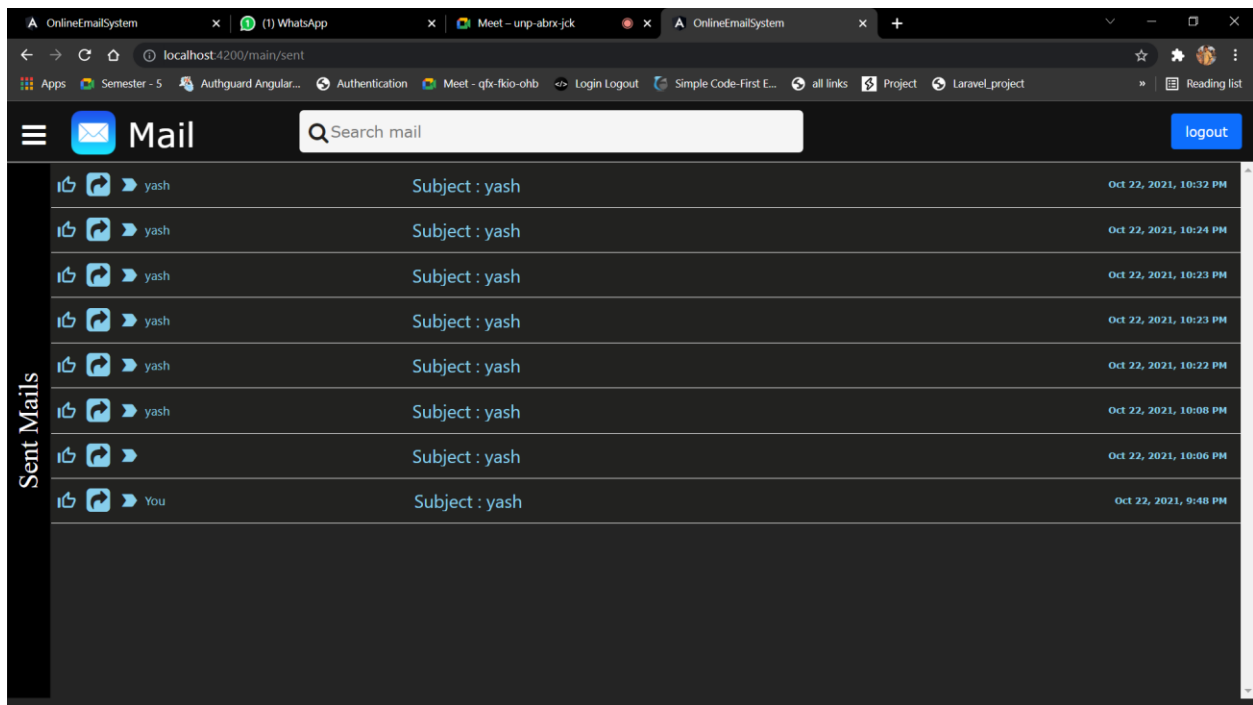 OnlineEmailSystem (1) WhatsApp Meet – unp-abrx-jck OnlineEmailSystem
localhost:4200/main/sent
Apps Semester - 5 Authguard Angular... Authentication Meet - qfx-fkio-ohb Login Logout Simple Code-First E... all links Project Laravel_project » Reading list
Mail Search mail logout
Sent Mails
yash Subject : yash Oct 22, 2021, 10:32 PM
yash Subject : yash Oct 22, 2021, 10:24 PM
yash Subject : yash Oct 22, 2021, 10:23 PM
yash Subject : yash Oct 22, 2021, 10:23 PM
yash Subject : yash Oct 22, 2021, 10:22 PM
yash Subject : yash Oct 22, 2021, 10:08 PM
Subject : yash Oct 22, 2021, 10:06 PM
You Subject : yash Oct 22, 2021, 9:48 PM